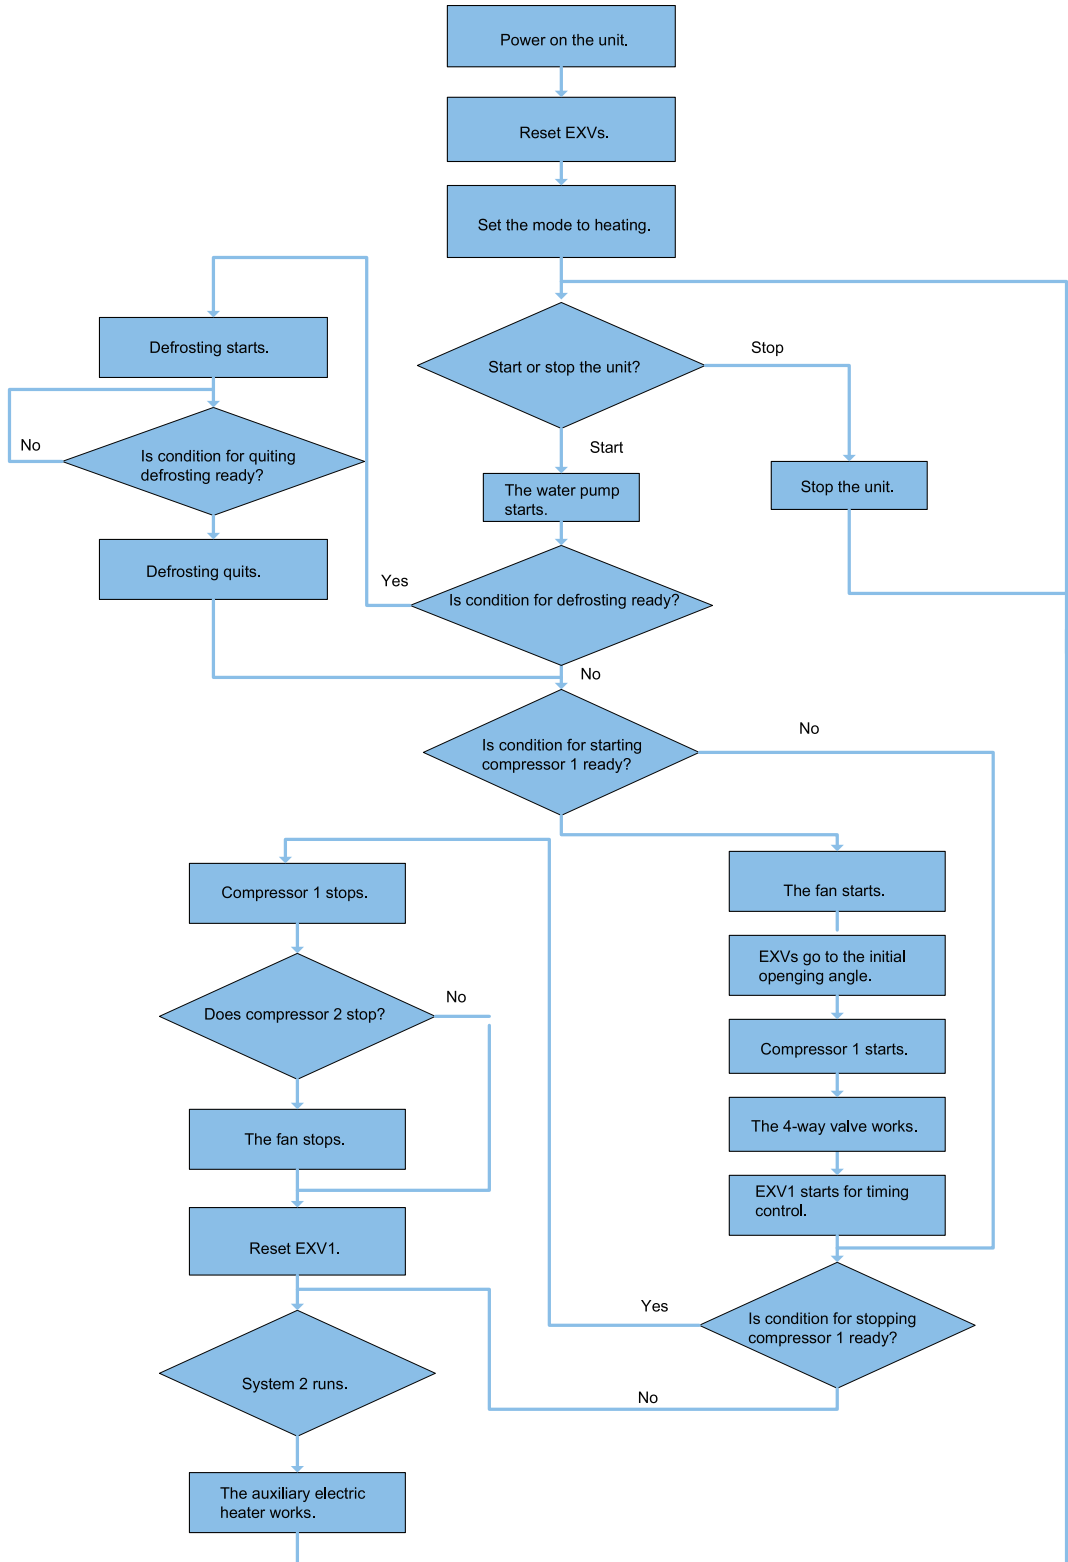 Power on the unit.
Reset EXVs.
Set the mode to heating.
Defrosting starts.
Start or stop the unit?
Stop
No
Is condition for quiting
defrosting ready?
Start
The water pump
starts.
Stop the unit.
Defrosting quits.
Yes
Is condition for defrosting ready?
No
Is condition for starting
compressor 1 ready?
No
Compressor 1 stops.
The fan starts.
EXVs go to the initial
openging angle.
No
Does compressor 2 stop?
Compressor 1 starts.
The fan stops.
The 4-way valve works.
EXV1 starts for timing
control.
Reset EXV1.
Yes
Is condition for stopping
compressor 1 ready?
System 2 runs.
No
The auxiliary electric
heater works.